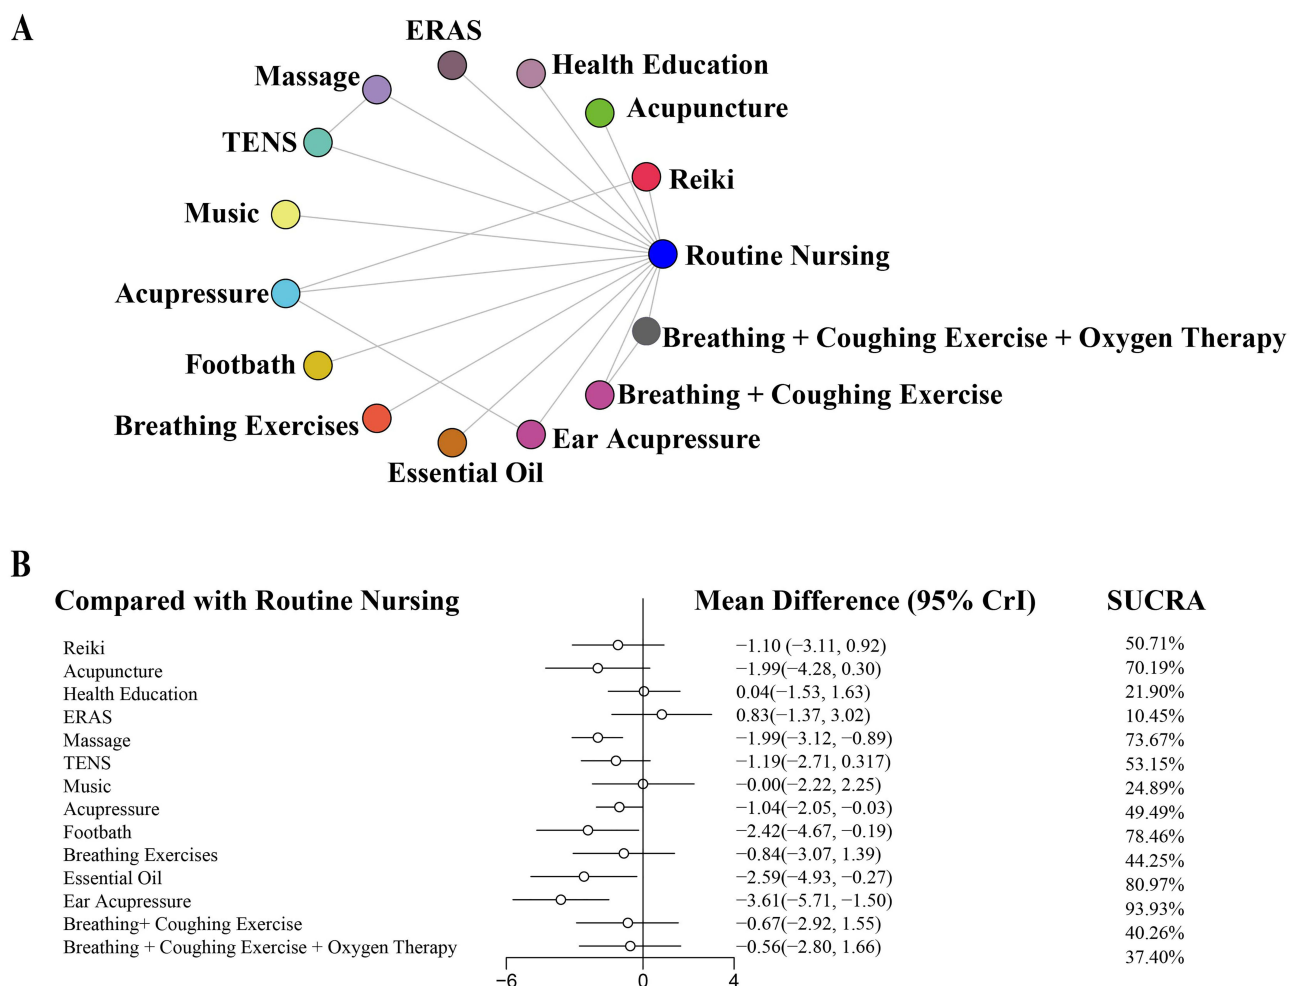 A
ERAS
Health Education
Massage
Acupuncture
TENS
Reiki
Music
Routine Nursing
Acupressure
Breathing + Coughing Exercise + Oxygen Therapy
Footbath
Breathing + Coughing Exercise
Breathing Exercises
Ear Acupressure
Essential Oil
B
Compared with Routine Nursing Mean Difference (95% CrI) SUCRA
Reiki −1.10 (−3.11, 0.92) 50.71%
Acupuncture −1.99(−4.28, 0.30) 70.19%
Health Education 0.04(−1.53, 1.63) 21.90%
ERAS 0.83(−1.37, 3.02) 10.45%
Massage −1.99(−3.12, −0.89) 73.67%
TENS −1.19(−2.71, 0.317) 53.15%
Music −0.00(−2.22, 2.25) 24.89%
Acupressure −1.04(−2.05, −0.03) 49.49%
Footbath −2.42(−4.67, −0.19) 78.46%
Breathing Exercises −0.84(−3.07, 1.39) 44.25%
Essential Oil −2.59(−4.93, −0.27) 80.97%
Ear Acupressure −3.61(−5.71, −1.50) 93.93%
Breathing+ Coughing Exercise −0.67(−2.92, 1.55) 40.26%
Breathing + Coughing Exercise + Oxygen Therapy −0.56(−2.80, 1.66) 37.40%
−6 0 4